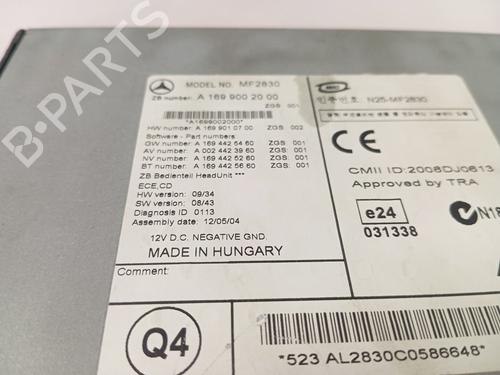 MODEL NO. MF2830
ZB number: A 169 900 20 00
ZGS 001
*A1699002000*
HW number: A 169 901 07 00 ZGS: 002
Software - Part numbers
GW number: A 169 442 54 60 ZGS: 001
AV number: A 002 442 39 60 ZGS: 001
NV number: A 169 442 52 60 ZGS: 001
BT number: A 169 442 56 60 ZGS: 001
ZB Bedienteil HeadUnit ***
ECE,CD
HW version: 09/34
SW version: 08/43
Diagnosis ID 0113
Assembly date: 12/05/04
12V D.C. NEGATIVE GND.
MADE IN HUNGARY
Comment:
Q4
인증번호: N25-MF2830
CE
CMII ID:2008DJ0613
Approved by TRA
e24
031338
N18
*523 AL2830C0586648*
B-PARTS